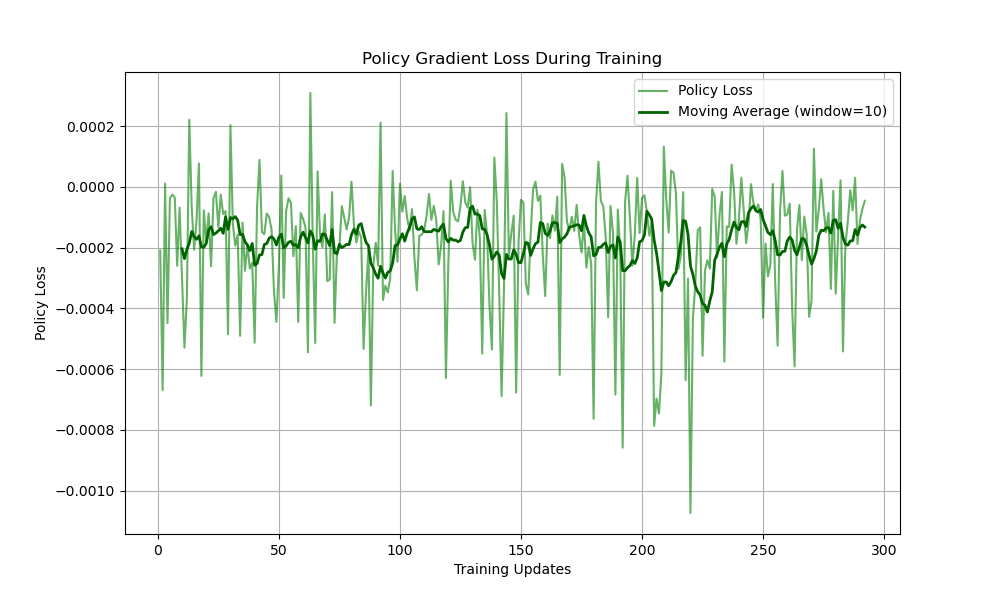 Policy Gradient Loss During Training
Policy Loss
Moving Average (window=10)
0.0002
0.0000
−0.0002
−0.0004
−0.0006
−0.0008
−0.0010
Policy Loss
0 50 100 150 200 250 300
Training Updates